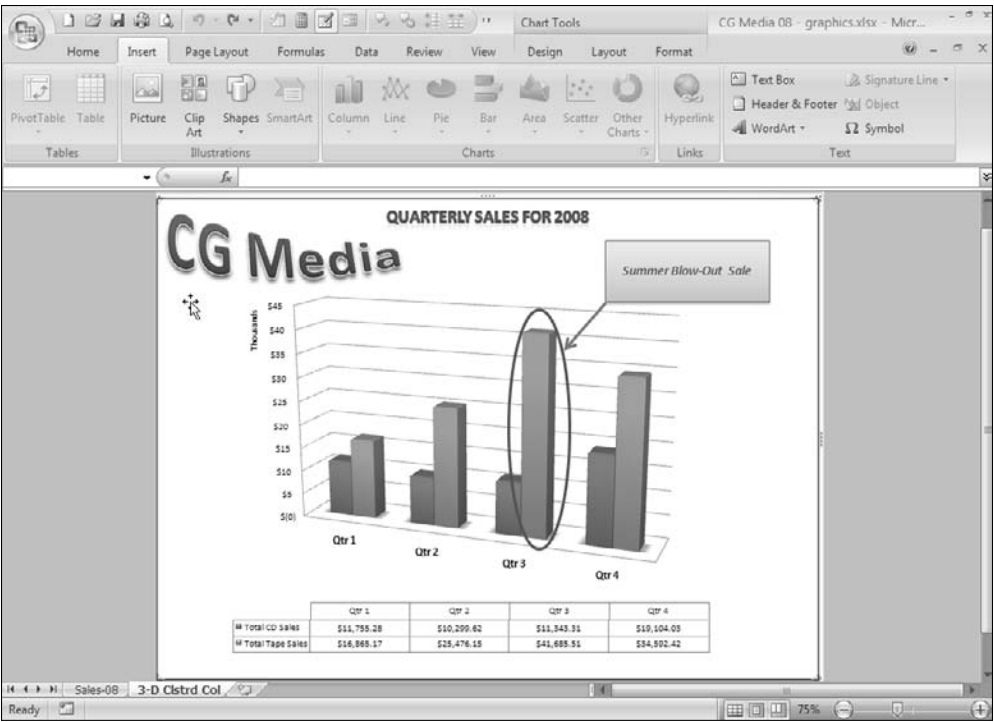 Chart Tools
CG Media 08 - graphics.xlsx - Micr...
Home Insert Page Layout Formulas Data Review View Design Layout Format
PivotTable Table Picture Clip Art Shapes SmartArt Column Line Pie Bar Area Scatter Other Charts Hyperlink
Text Box Signature Line
Header & Footer Object
WordArt Ω Symbol
Tables Illustrations Charts Links Text
fx
QUARTERLY SALES FOR 2008
CG Media
Summer Blow-Out Sale
Thousands
$45
$40
$35
$30
$25
$20
$15
$10
$5
$(0)
Qtr 1
Qtr 2
Qtr 3
Qtr 4
Qtr 1 Qtr 2 Qtr 3 Qtr 4
Total CD Sales $11,755.28 $10,299.62 $11,343.31 $19,104.03
Total Tape Sales $16,865.17 $25,476.15 $41,685.51 $34,592.42
Sales-08 3-D Clstrd Col
Ready 75%